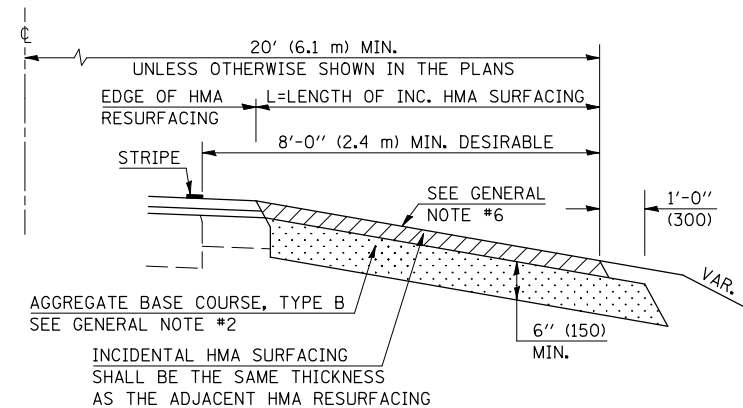 ℄
20' (6.1 m) MIN.
UNLESS OTHERWISE SHOWN IN THE PLANS
EDGE OF HMA
RESURFACING
L=LENGTH OF INC. HMA SURFACING
8'-0" (2.4 m) MIN. DESIRABLE
STRIPE
SEE GENERAL
NOTE #6
1'-0"
(300)
VAR.
AGGREGATE BASE COURSE, TYPE B
SEE GENERAL NOTE #2
6" (150)
MIN.
INCIDENTAL HMA SURFACING
SHALL BE THE SAME THICKNESS
AS THE ADJACENT HMA RESURFACING